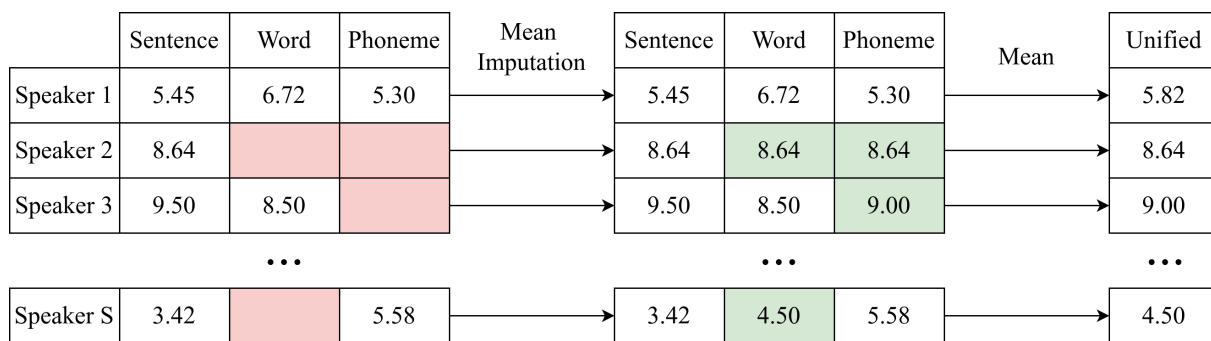 Sentence Word Phoneme Mean Imputation Sentence Word Phoneme Mean Unified
Speaker 1 5.45 6.72 5.30 5.45 6.72 5.30 5.82
Speaker 2 8.64 8.64 8.64 8.64 8.64
Speaker 3 9.50 8.50 9.50 8.50 9.00 9.00
... ... ...
Speaker S 3.42 5.58 3.42 4.50 5.58 4.50